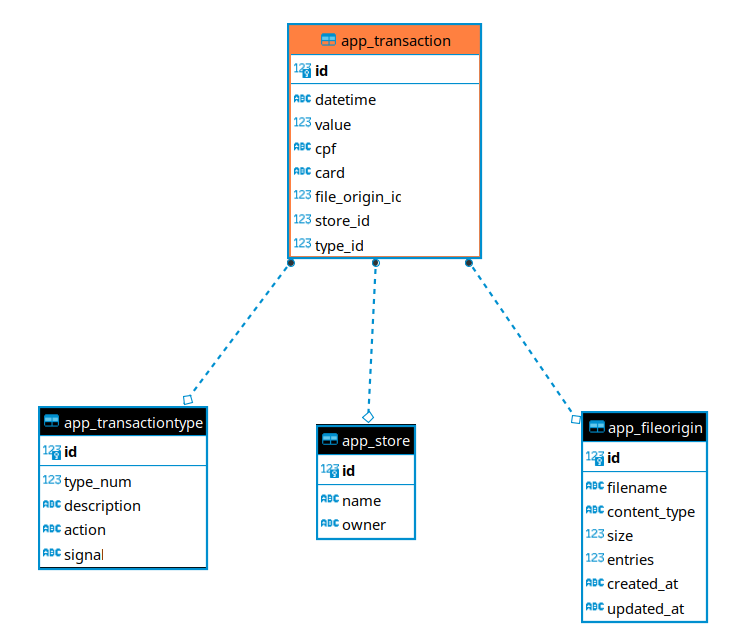 app_transaction
123 id
ABC datetime
123 value
ABC cpf
ABC card
123 file_origin_ic
123 store_id
123 type_id
app_transactiontype
123 id
123 type_num
ABC description
ABC action
ABC signal
app_store
123 id
ABC name
ABC owner
app_fileorigin
123 id
ABC filename
ABC content_type
123 size
123 entries
ABC created_at
ABC updated_at